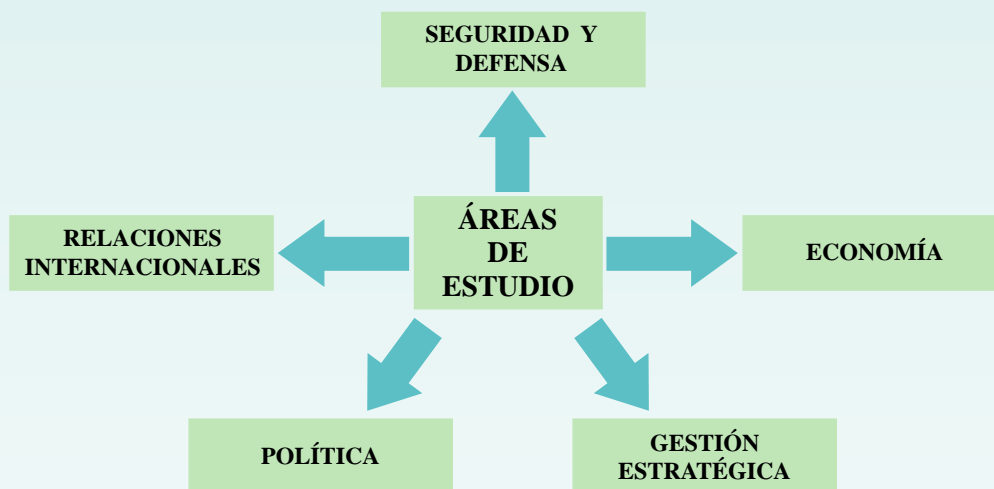 SEGURIDAD Y
DEFENSA
RELACIONES
INTERNACIONALES
ÁREAS
DE
ESTUDIO
ECONOMÍA
POLÍTICA
GESTIÓN
ESTRATÉGICA